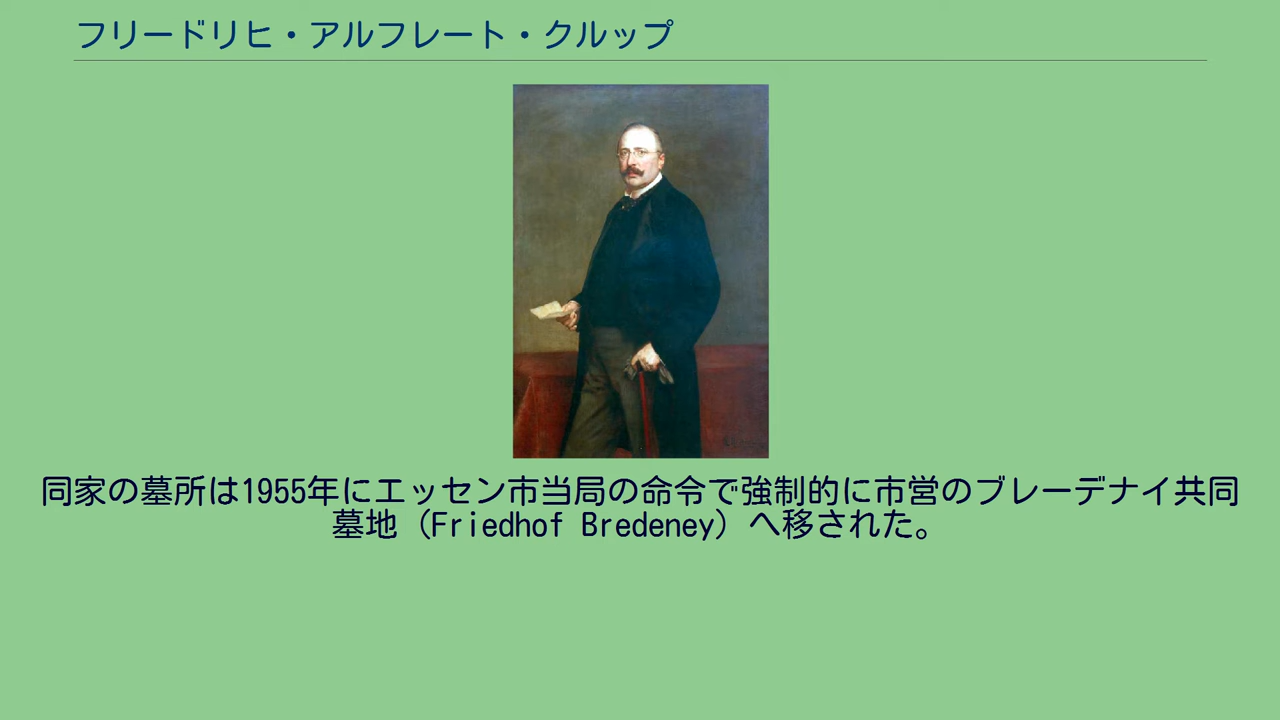 フリードリヒ・アルフレート・クルップ
同家の墓所は1955年にエッセン市当局の命令で強制的に市営のブレーデナイ共同
墓地（Friedhof Bredeney）へ移された。